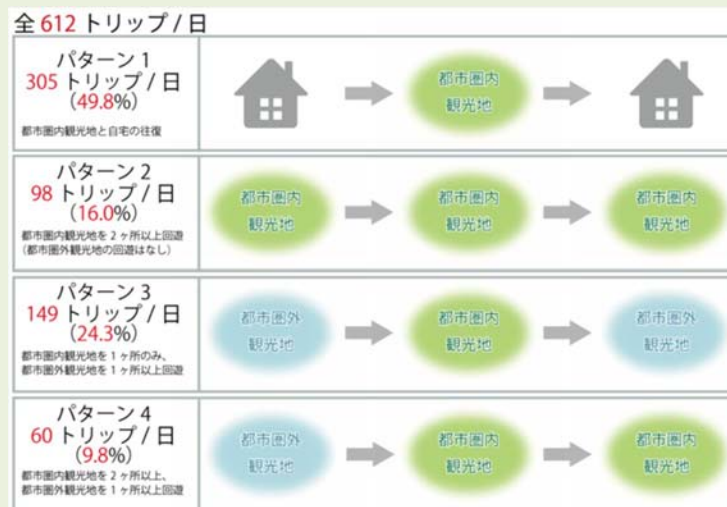 全 612 トリップ / 日
パターン 1
305 トリップ / 日
(49.8%)
都市圏内観光地と自宅の往復
都市圏内
観光地
パターン 2
98 トリップ / 日
(16.0%)
都市圏内観光地を 2 ヶ所以上回遊
(都市圏外観光地の回遊はなし)
都市圏内
観光地
都市圏内
観光地
都市圏内
観光地
パターン 3
149 トリップ / 日
(24.3%)
都市圏内観光地を 1 ヶ所のみ、
都市圏外観光地を 1 ヶ所以上回遊
都市圏外
観光地
都市圏内
観光地
都市圏外
観光地
パターン 4
60 トリップ / 日
(9.8%)
都市圏内観光地を 2 ヶ所以上、
都市圏外観光地を 1 ヶ所以上回遊
都市圏外
観光地
都市圏内
観光地
都市圏内
観光地